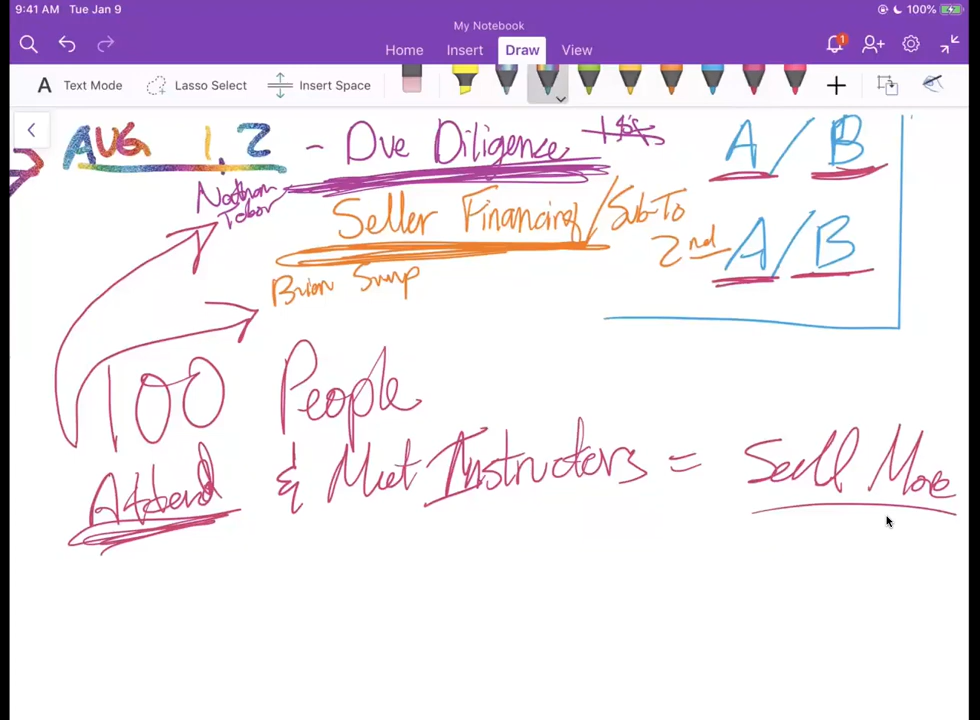 9:41 AM Tue Jan 9
100%
My Notebook
Home Insert Draw View
1
A Text Mode Lasso Select Insert Space
AUG 1, 2 - Due Diligence A / B
Nathan Tabor
Seller Financing / Sub-To
2nd A / B
Brian Snup
100 People
Attend & Meet Instructors = Sell More